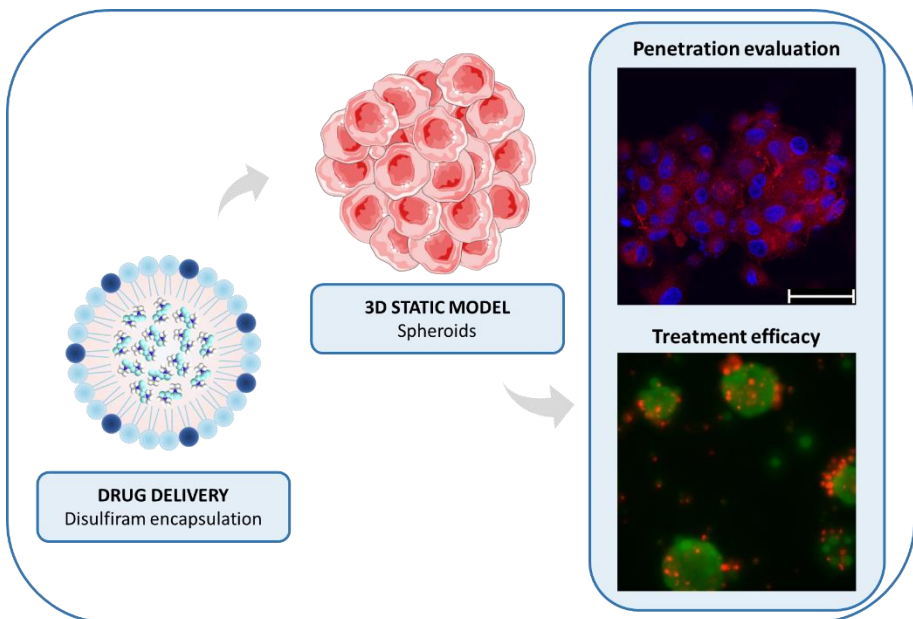 Penetration evaluation
3D STATIC MODEL
Spheroids
Treatment efficacy
DRUG DELIVERY
Disulfiram encapsulation